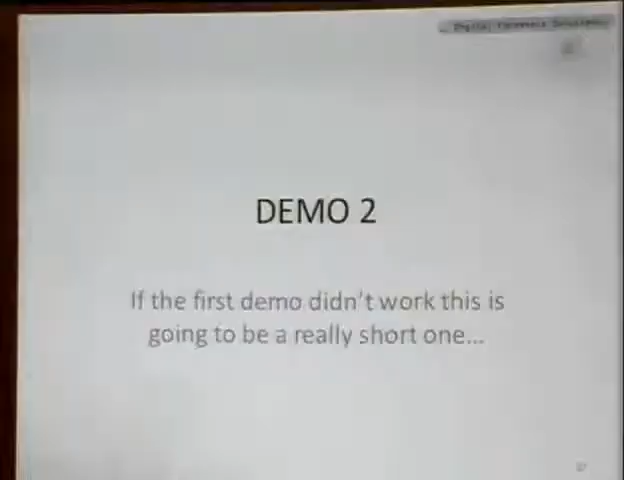 DEMO 2
If the first demo didn't work this is
going to be a really short one...